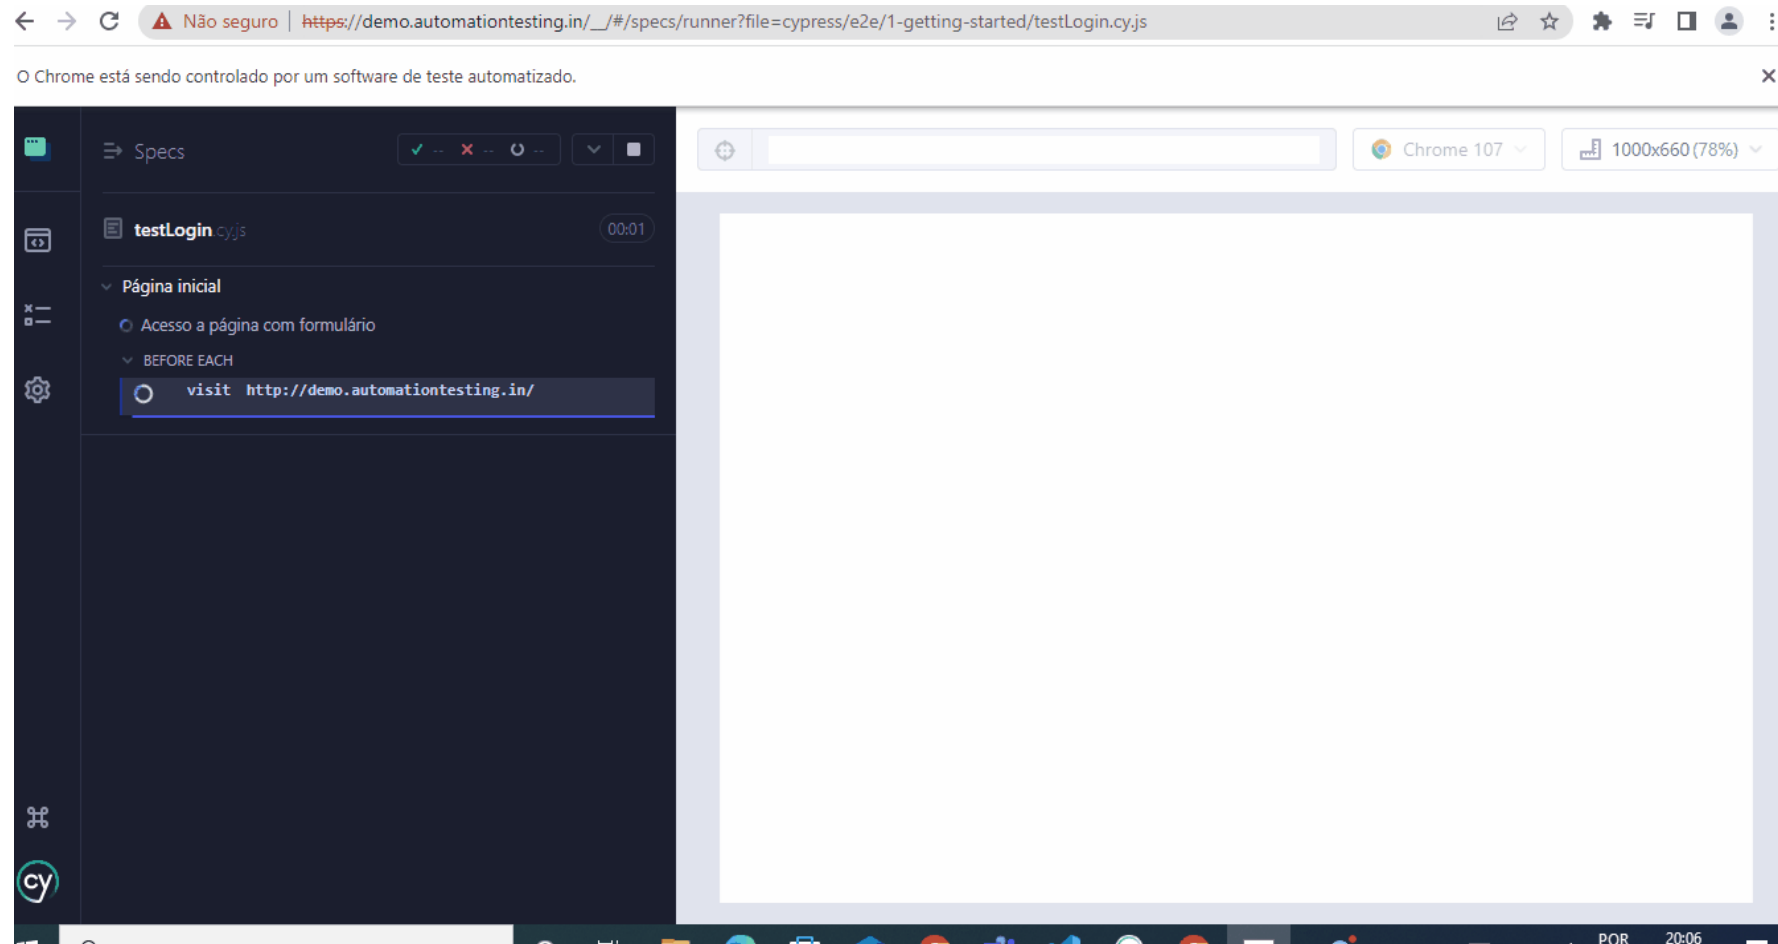 Não seguro | https://demo.automationtesting.in/__/#/specs/runner?file=cypress/e2e/1-getting-started/testLogin.cy.js
O Chrome está sendo controlado por um software de teste automatizado.
Specs
-- -- --
Chrome 107
1000x660 (78%)
testLogin.cy.js
00:01
Página inicial
Acesso a página com formulário
BEFORE EACH
visit http://demo.automationtesting.in/
cy
POR
20:06